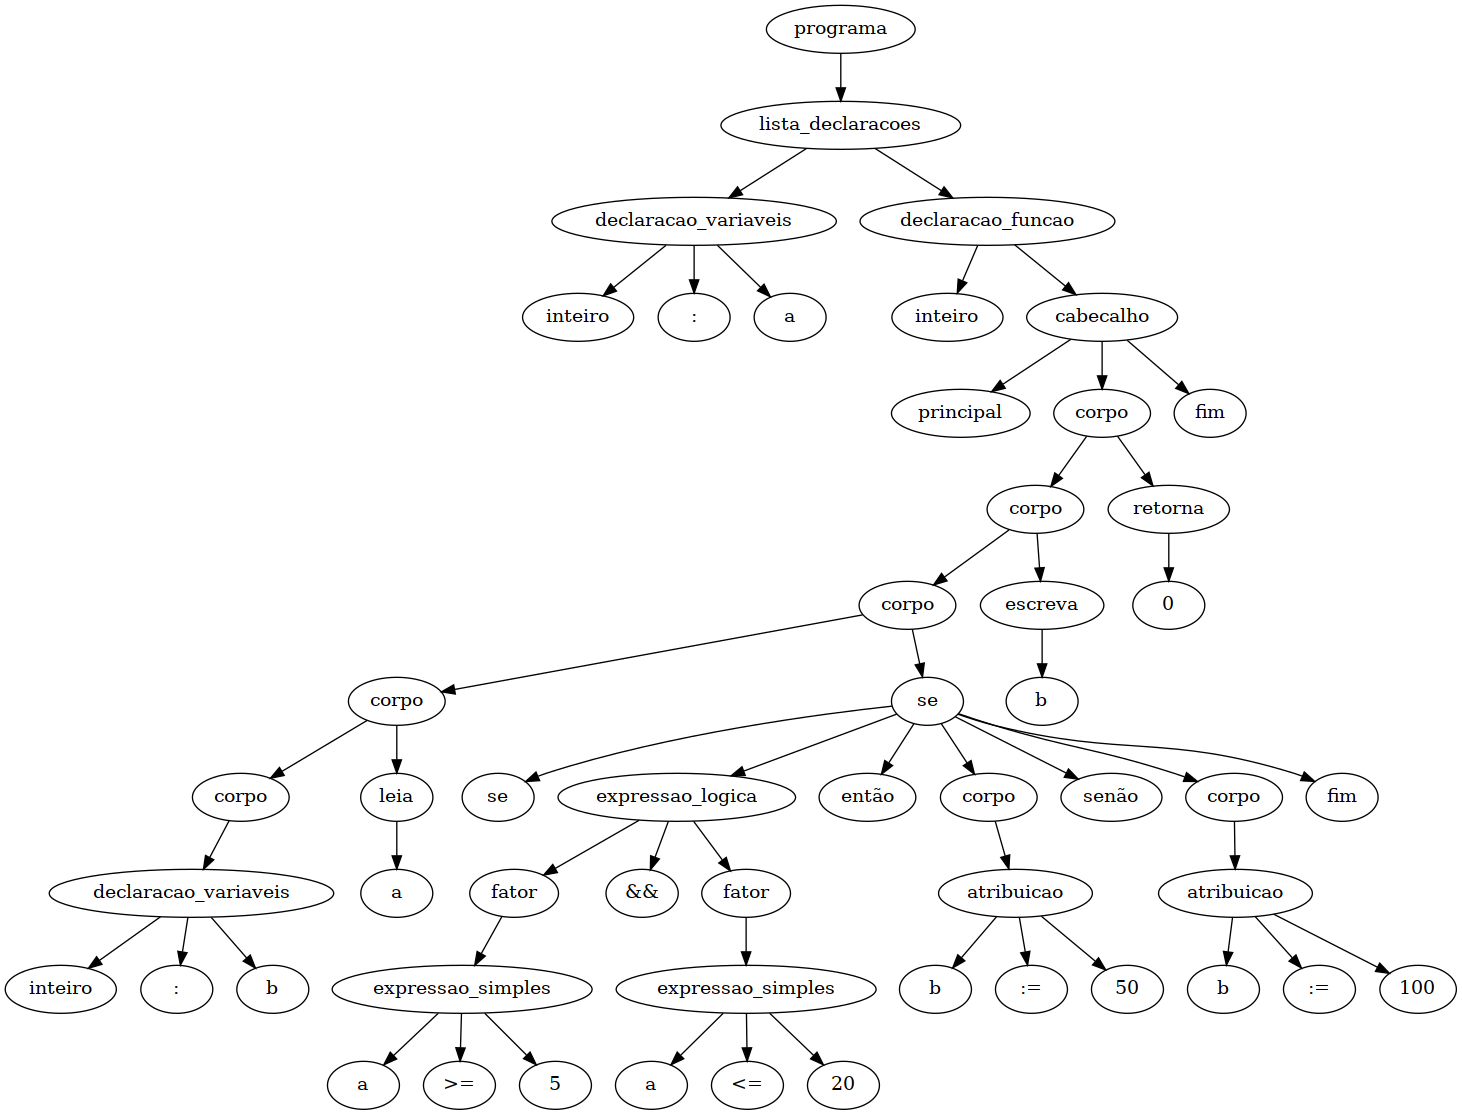 programa
lista_declaracoes
declaracao_variaveis
declaracao_funcao
inteiro
:
a
inteiro
cabecalho
principal
corpo
fim
corpo
retorna
corpo
escreva
0
corpo
se
b
corpo
leia
se
expressao_logica
então
corpo
senão
corpo
fim
declaracao_variaveis
a
fator
&&
fator
atribuicao
atribuicao
inteiro
:
b
expressao_simples
expressao_simples
b
:=
50
b
:=
100
a
>=
5
a
<=
20